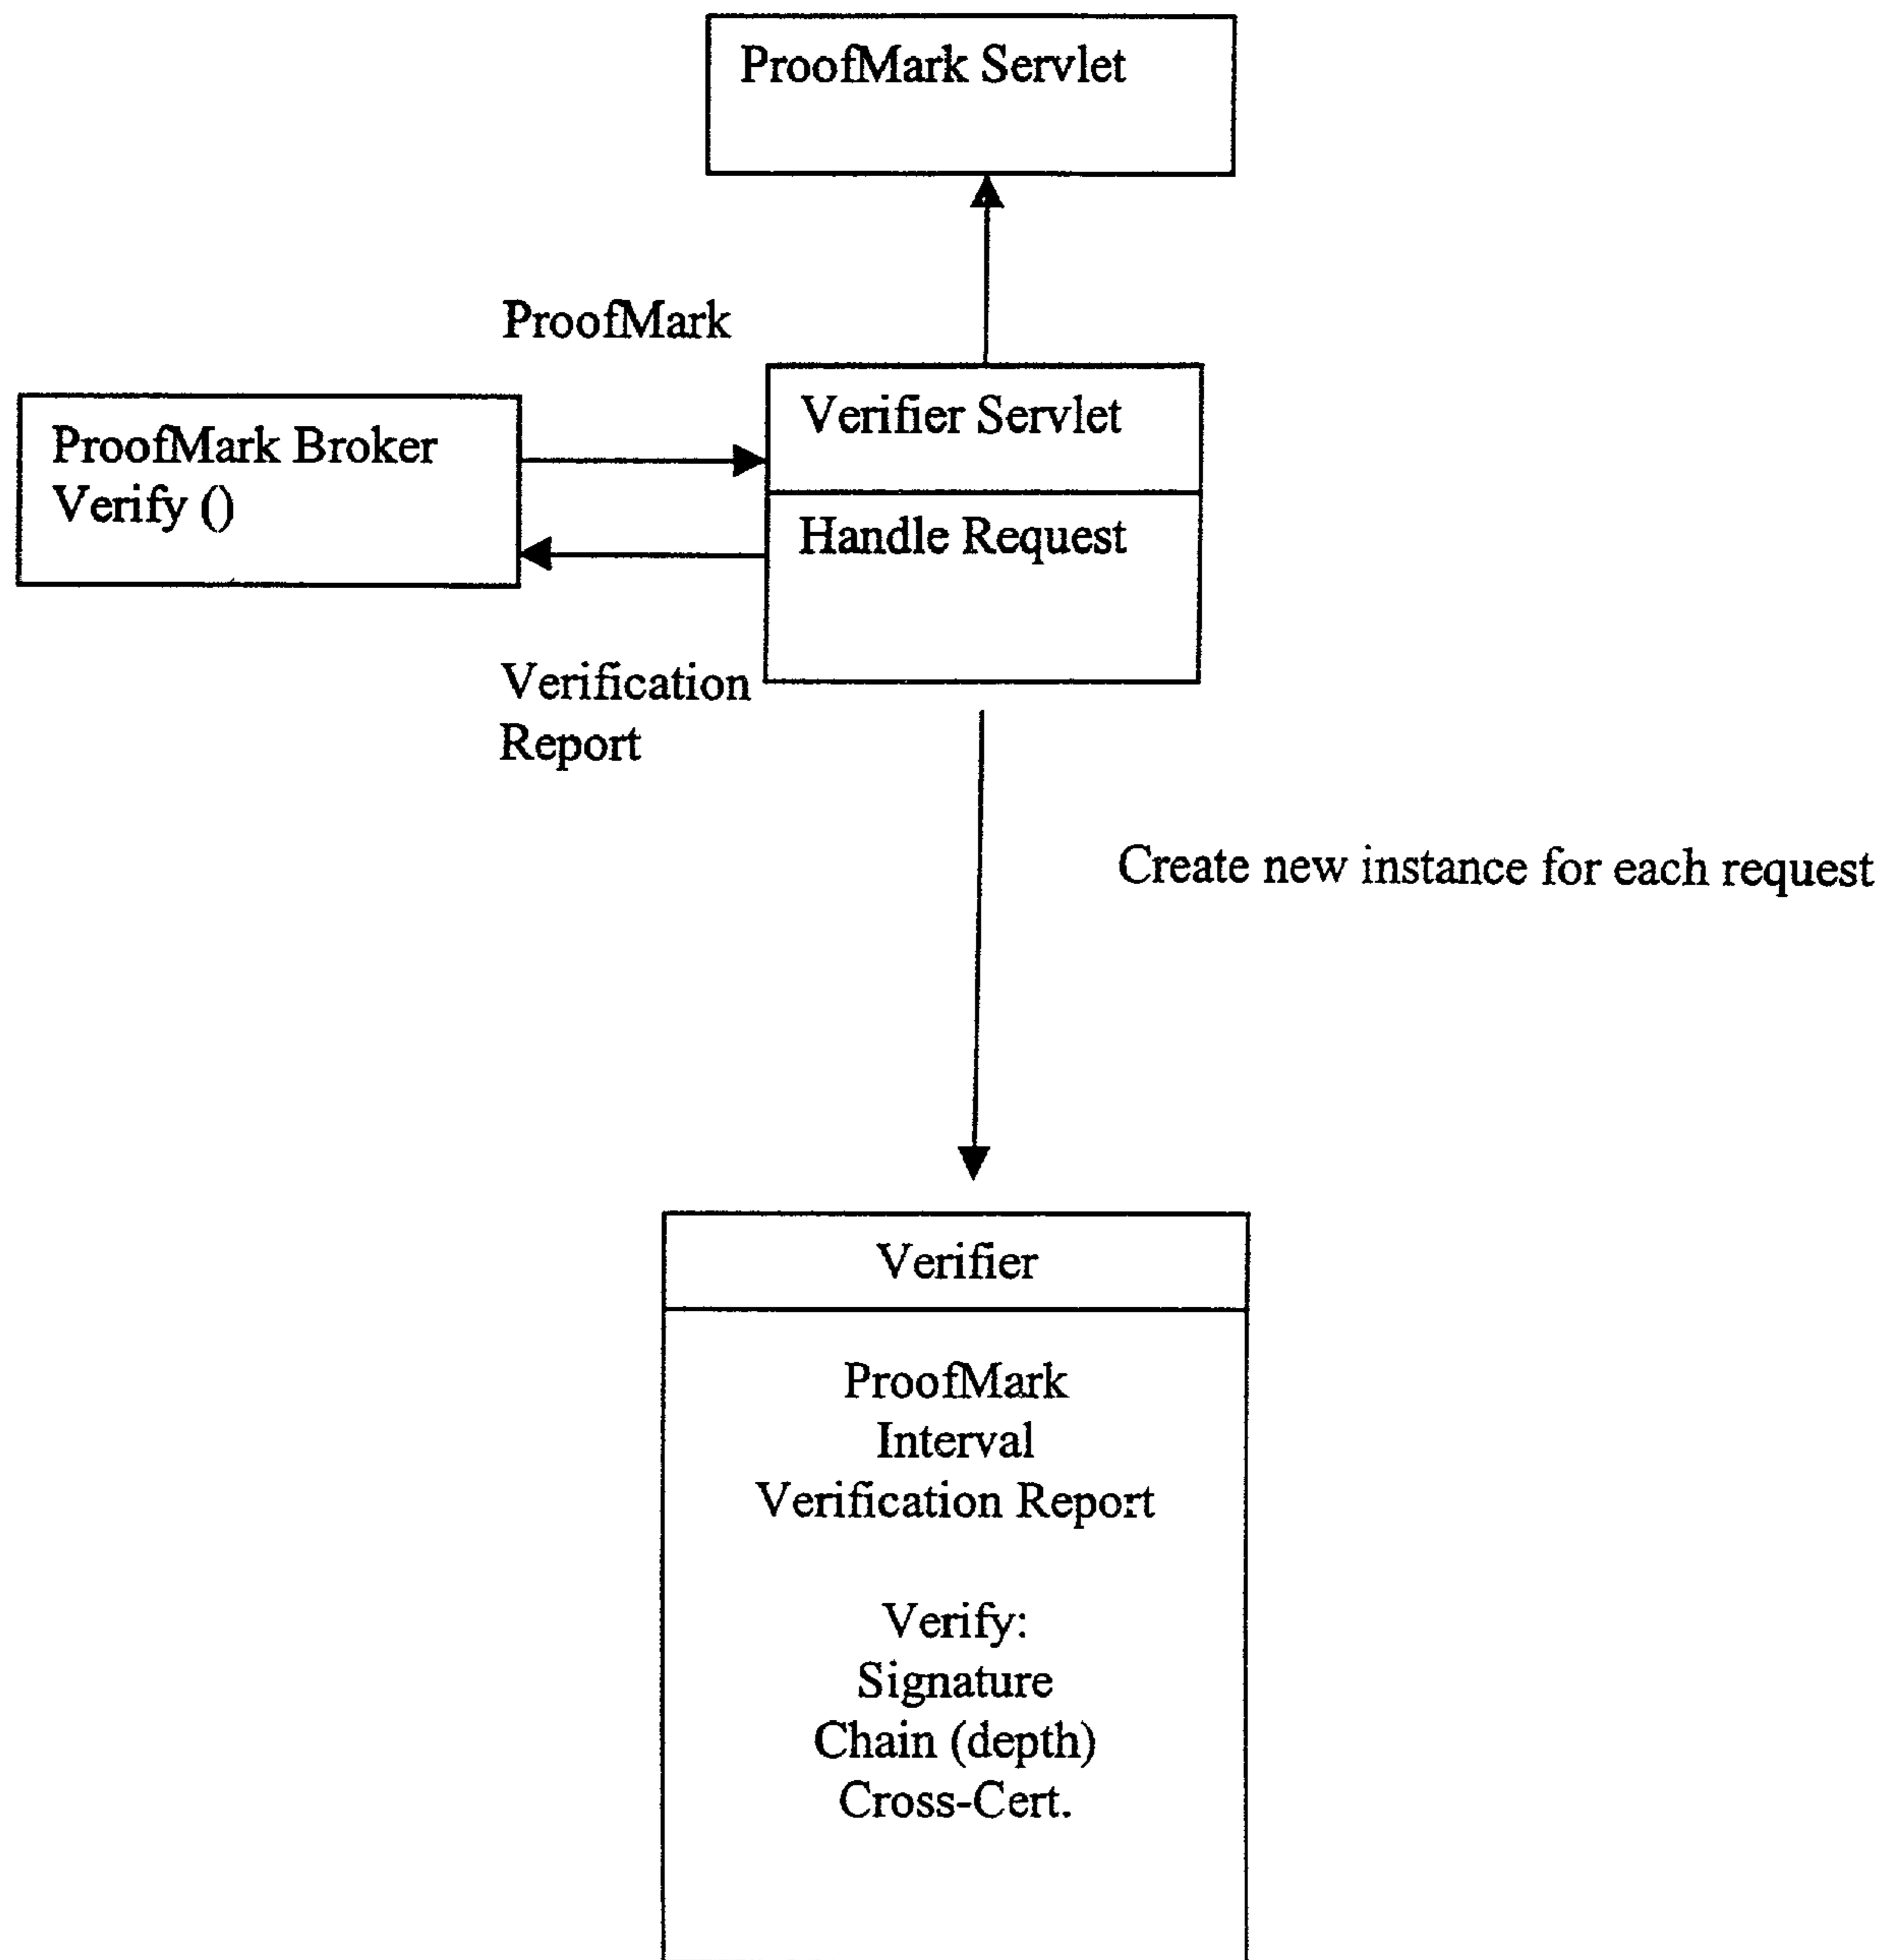 ProofMark Servlet
ProofMark
ProofMark Broker
Verify ()
Verifier Servlet
Handle Request
Verification
Report
Create new instance for each request
Verifier
ProofMark
Interval
Verification Report
Verify:
Signature
Chain (depth)
Cross-Cert.